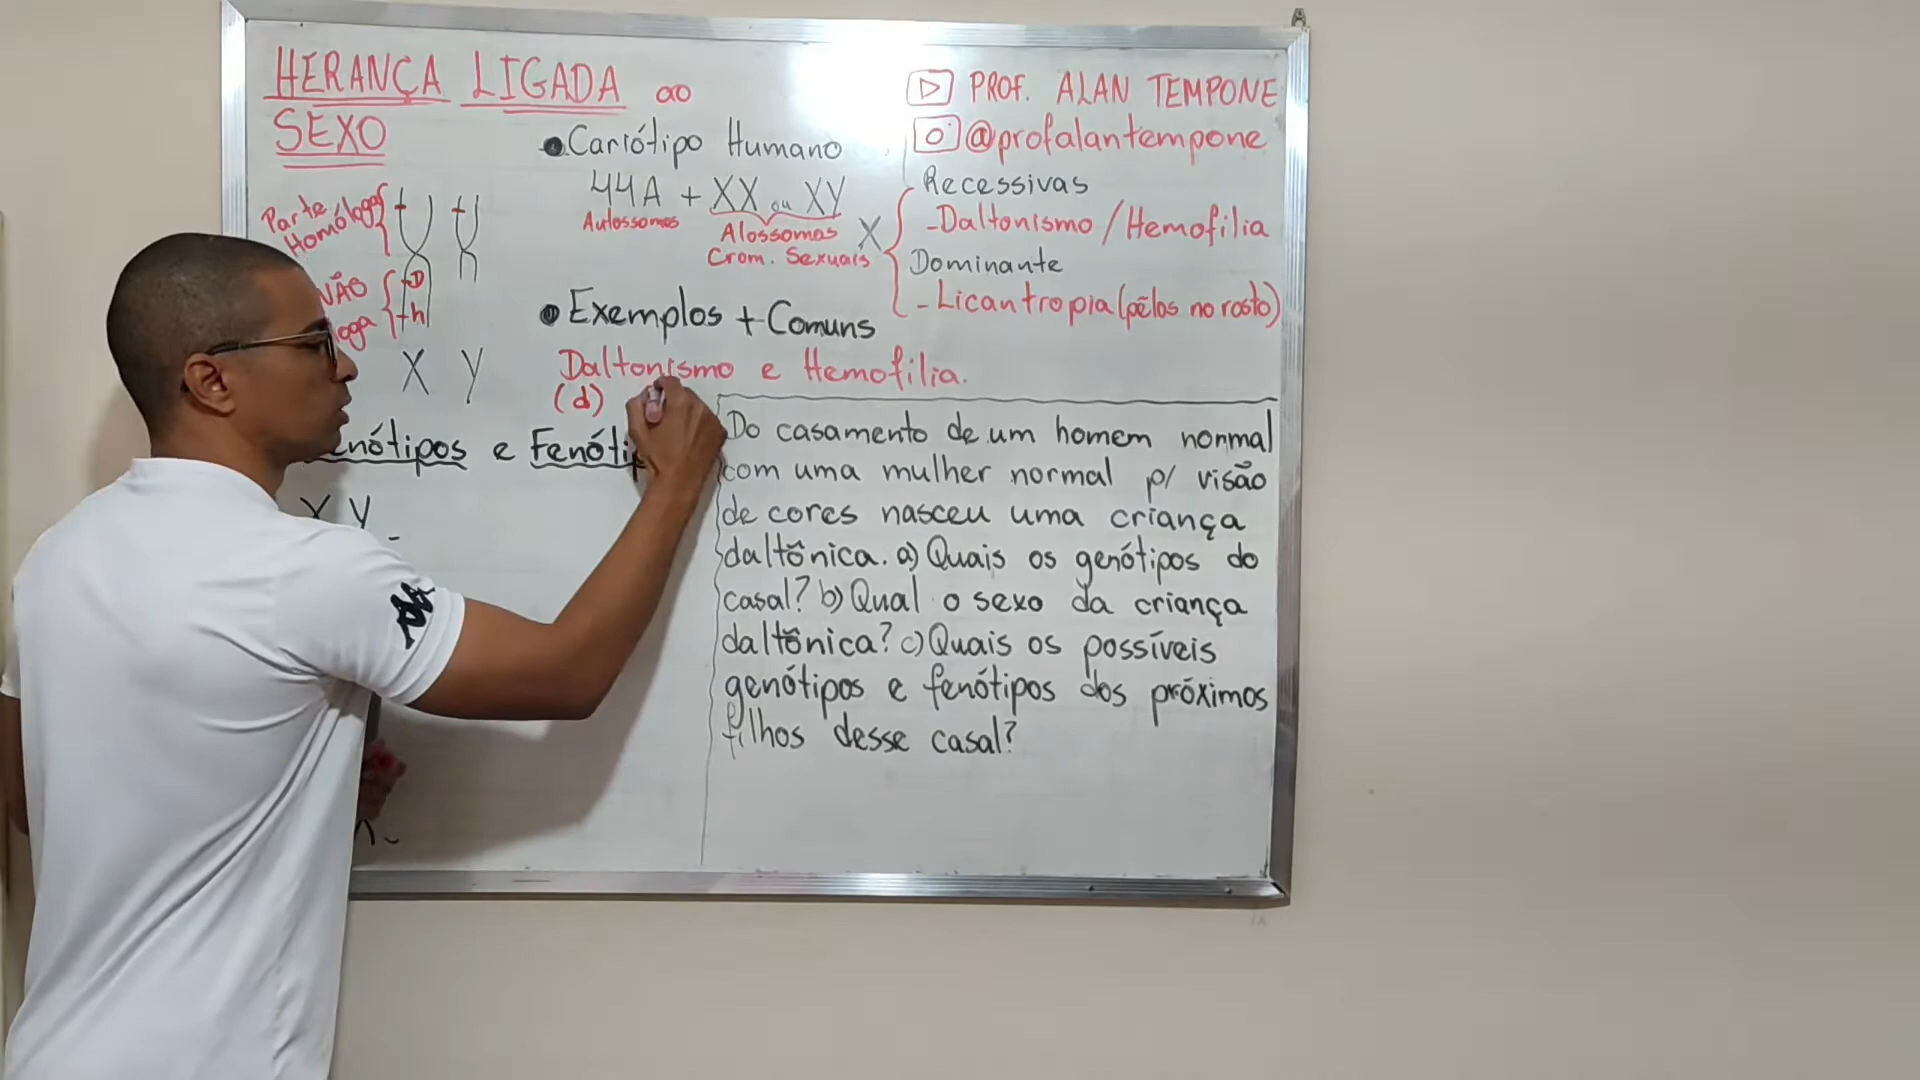 HERANÇA LIGADA ao
SEXO
PROF. ALAN TEMPONE
@profalantempone
Cariótipo Humano
44A + XX ou XY
Autossomos
Alossomas
Crom. Sexuais
X
Recessivas
-Daltonismo / Hemofilia
Dominante
-Licantropia (pêlos no rosto)
Parte
Homóloga
NÃO
D
h
X Y
Exemplos + Comuns
Daltonismo e Hemofilia.
(d)
e
X Y
Do casamento de um homem normal
com uma mulher normal p/ visão
de cores nasceu uma criança
daltônica. a) Quais os genótipos do
casal? b) Qual o sexo da criança
daltônica? c) Quais os possíveis
genótipos e fenótipos dos próximos
filhos desse casal?